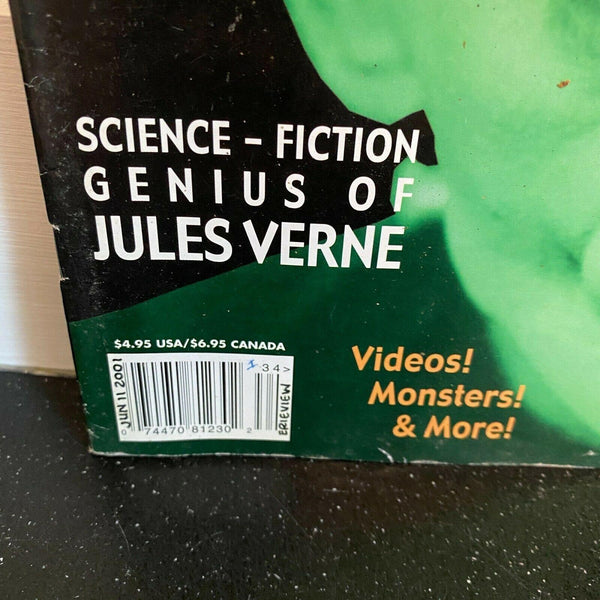 SCIENCE - FICTION
GENIUS OF
JULES VERNE
$4.95 USA/$6.95 CANADA
34>
JUN 11 2001
ERIEVIEW
0 74470 81230 2
Videos!
Monsters!
& More!